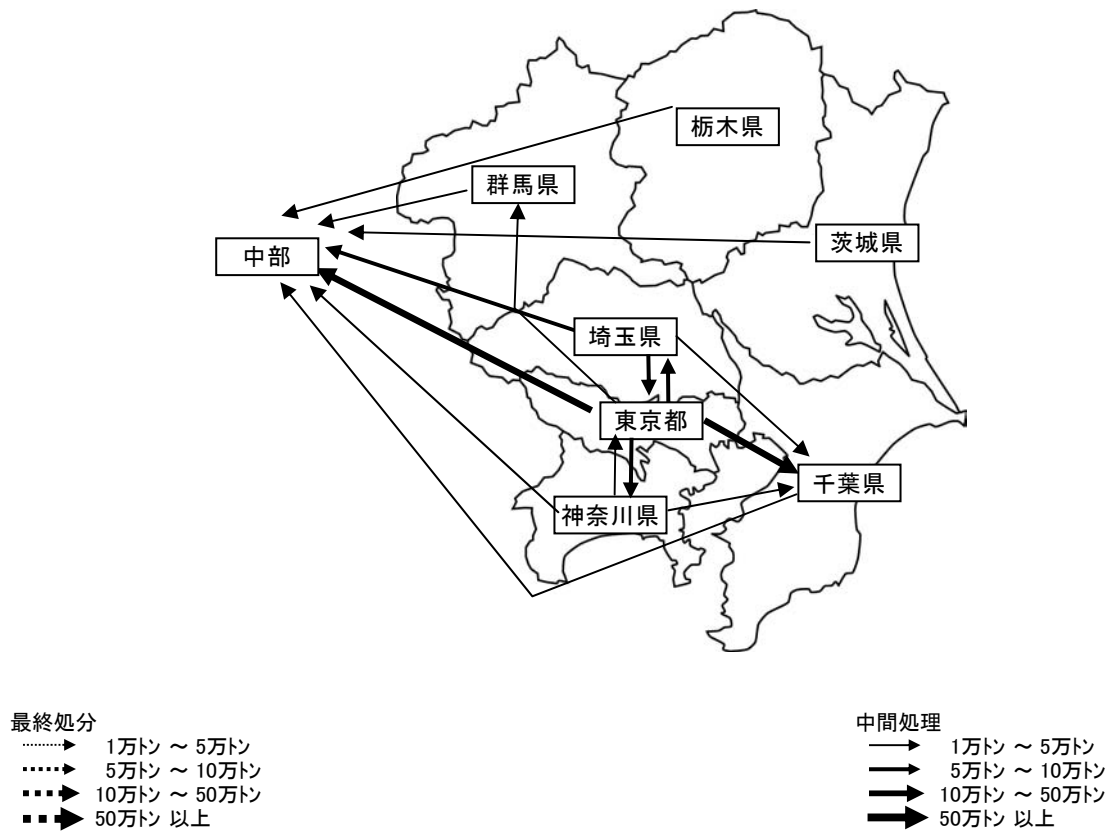 栃木県
群馬県
茨城県
中部
埼玉県
東京都
千葉県
神奈川県
最終処分
1万トン ～ 5万トン
5万トン ～ 10万トン
10万トン ～ 50万トン
50万トン 以上
中間処理
1万トン ～ 5万トン
5万トン ～ 10万トン
10万トン ～ 50万トン
50万トン 以上